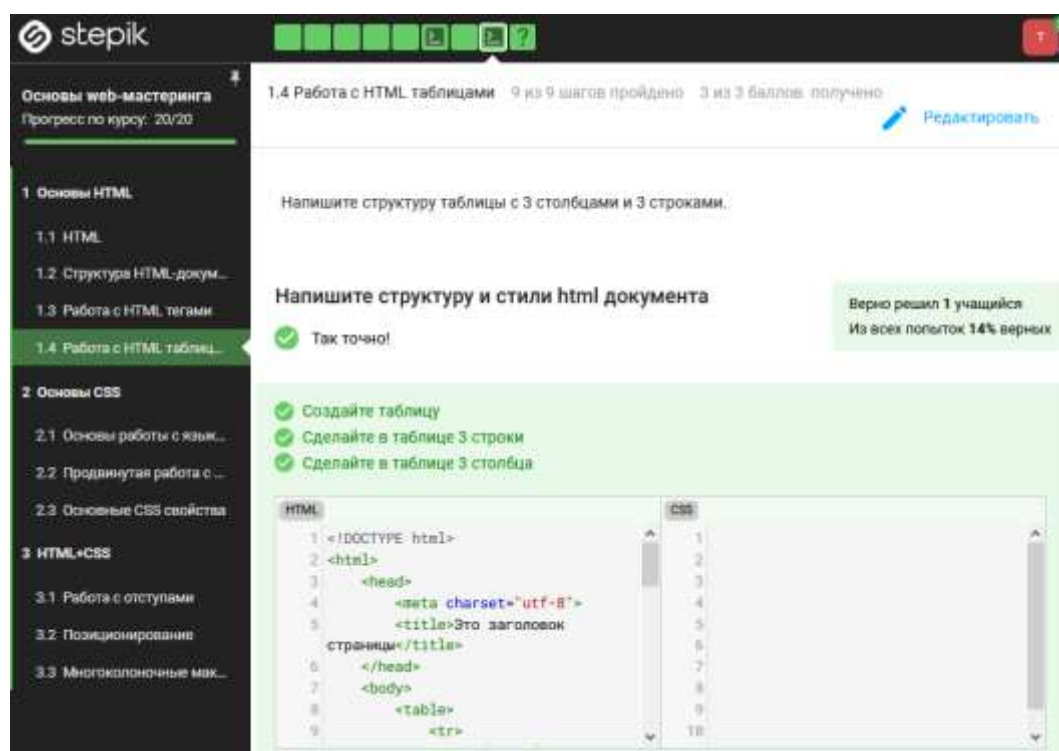 stepik
?
T
Основы web-мастеринга
Прогресс по курсу: 20/20
1 Основы HTML
1.1 HTML
1.2 Структура HTML-докум...
1.3 Работа с HTML тегами
1.4 Работа с HTML таблиц...
2 Основы CSS
2.1 Основы работы с язык...
2.2 Продвинутая работа с ...
2.3 Основные CSS свойства
3 HTML+CSS
3.1 Работа с отступами
3.2 Позиционирование
3.3 Многоколоночные мак...
1.4 Работа с HTML таблицами 9 из 9 шагов пройдено 3 из 3 баллов получено
Редактировать
Напишите структуру таблицы с 3 столбцами и 3 строками.
Напишите структуру и стили html документа
Так точно!
Верно решил 1 учащийся
Из всех попыток 14% верных
Создайте таблицу
Сделайте в таблице 3 строки
Сделайте в таблице 3 столбца
HTML
1 <!DOCTYPE html>
2 <html>
3 <head>
4 <meta charset="utf-8">
5 <title>Это заголовок
страницы</title>
6 </head>
7 <body>
8 <table>
9 <tr>
CSS
1
2
3
4
5
6
7
8
9
10